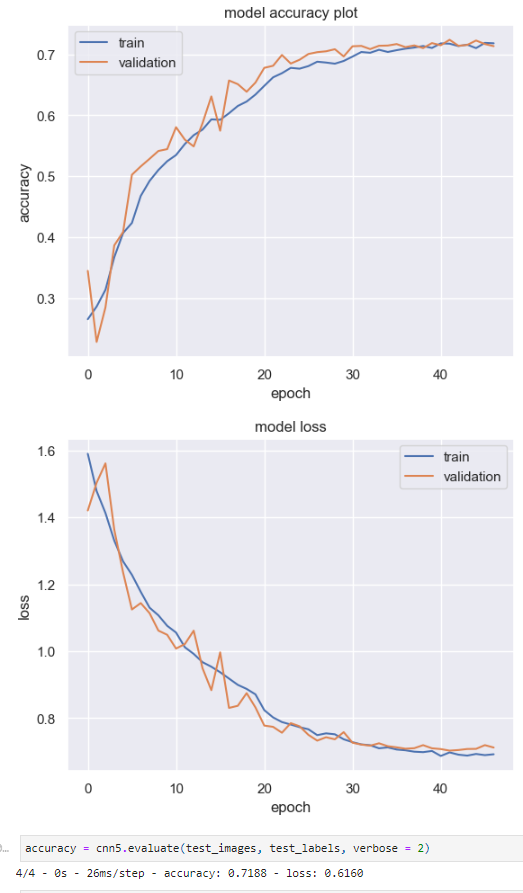 model accuracy plot
train
validation
0.7
0.6
0.5
0.4
0.3
accuracy
0 10 20 30 40
epoch
model loss
train
validation
1.6
1.4
1.2
1.0
0.8
loss
0 10 20 30 40
epoch
accuracy = cnn5.evaluate(test_images, test_labels, verbose = 2)
4/4 - 0s - 26ms/step - accuracy: 0.7188 - loss: 0.6160